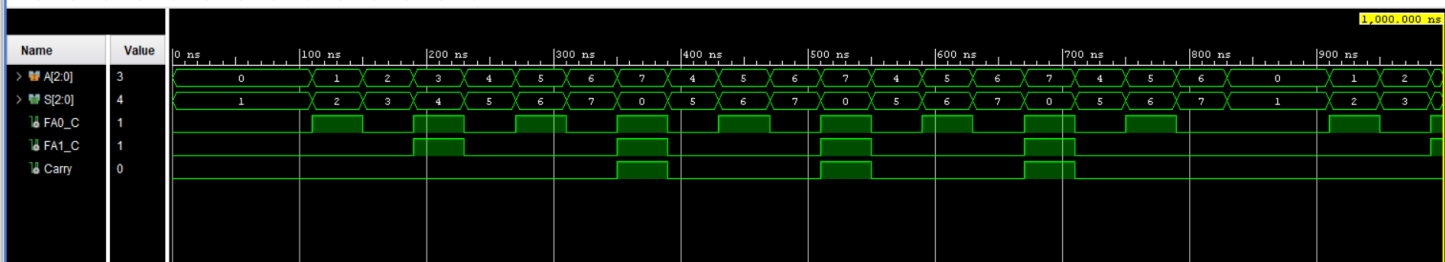 1,000.000 ns
Name Value
0 ns 100 ns 200 ns 300 ns 400 ns 500 ns 600 ns 700 ns 800 ns 900 ns
A[2:0] 3 0 1 2 3 4 5 6 7 4 5 6 7 4 5 6 7 4 5 6 0 1 2
S[2:0] 4 1 2 3 4 5 6 7 0 5 6 7 0 5 6 7 0 5 6 7 1 2 3
FA0_C 1
FA1_C 1
Carry 0